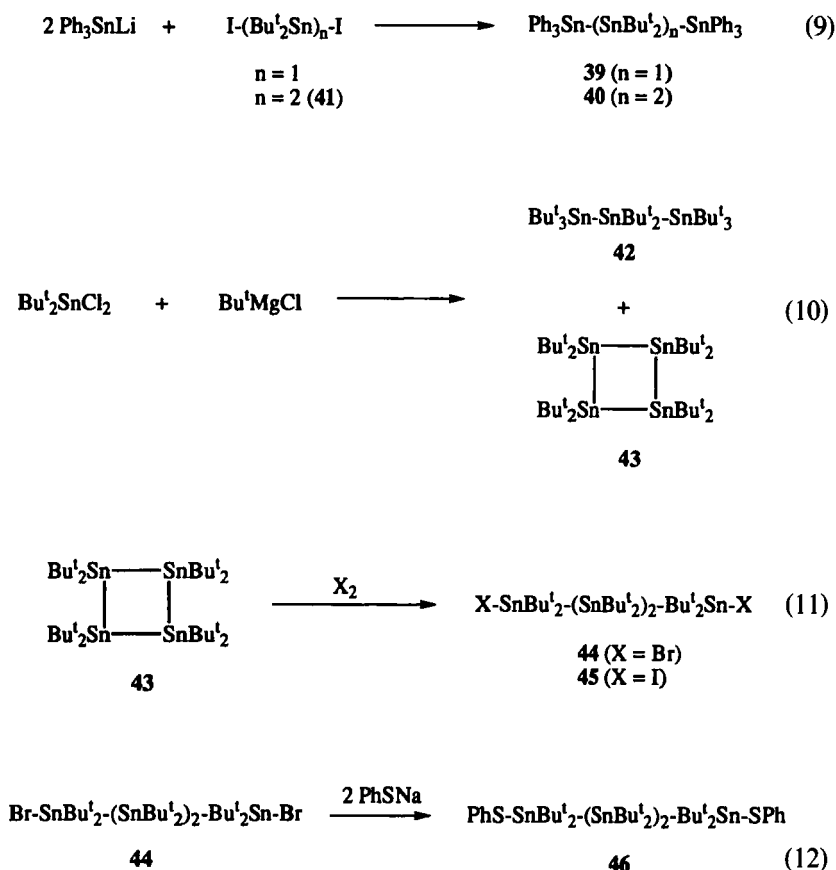 2 Ph₃SnLi + I-(Buᵗ₂Sn)ₙ-I Ph₃Sn-(SnBuᵗ₂)ₙ-SnPh₃ (9)
n = 1 39 (n = 1)
n = 2 (41) 40 (n = 2)
Buᵗ₃Sn-SnBuᵗ₂-SnBuᵗ₃
42
Buᵗ₂SnCl₂ + BuᵗMgCl + (10)
Buᵗ₂Sn SnBuᵗ₂
Buᵗ₂Sn SnBuᵗ₂
43
Buᵗ₂Sn SnBuᵗ₂
X₂
X-SnBuᵗ₂-(SnBuᵗ₂)₂-Buᵗ₂Sn-X (11)
Buᵗ₂Sn SnBuᵗ₂
43
44 (X = Br)
45 (X = I)
2 PhSNa
Br-SnBuᵗ₂-(SnBuᵗ₂)₂-Buᵗ₂Sn-Br PhS-SnBuᵗ₂-(SnBuᵗ₂)₂-Buᵗ₂Sn-SPh
44 46 (12)